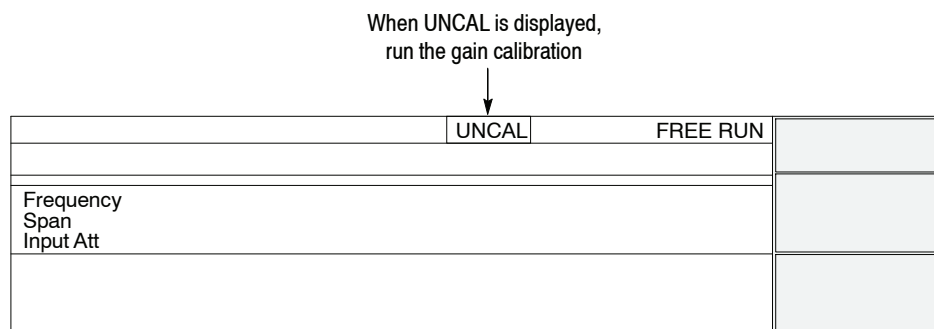 When UNCAL is displayed,
run the gain calibration
UNCAL FREE RUN
Frequency
Span
Input Att